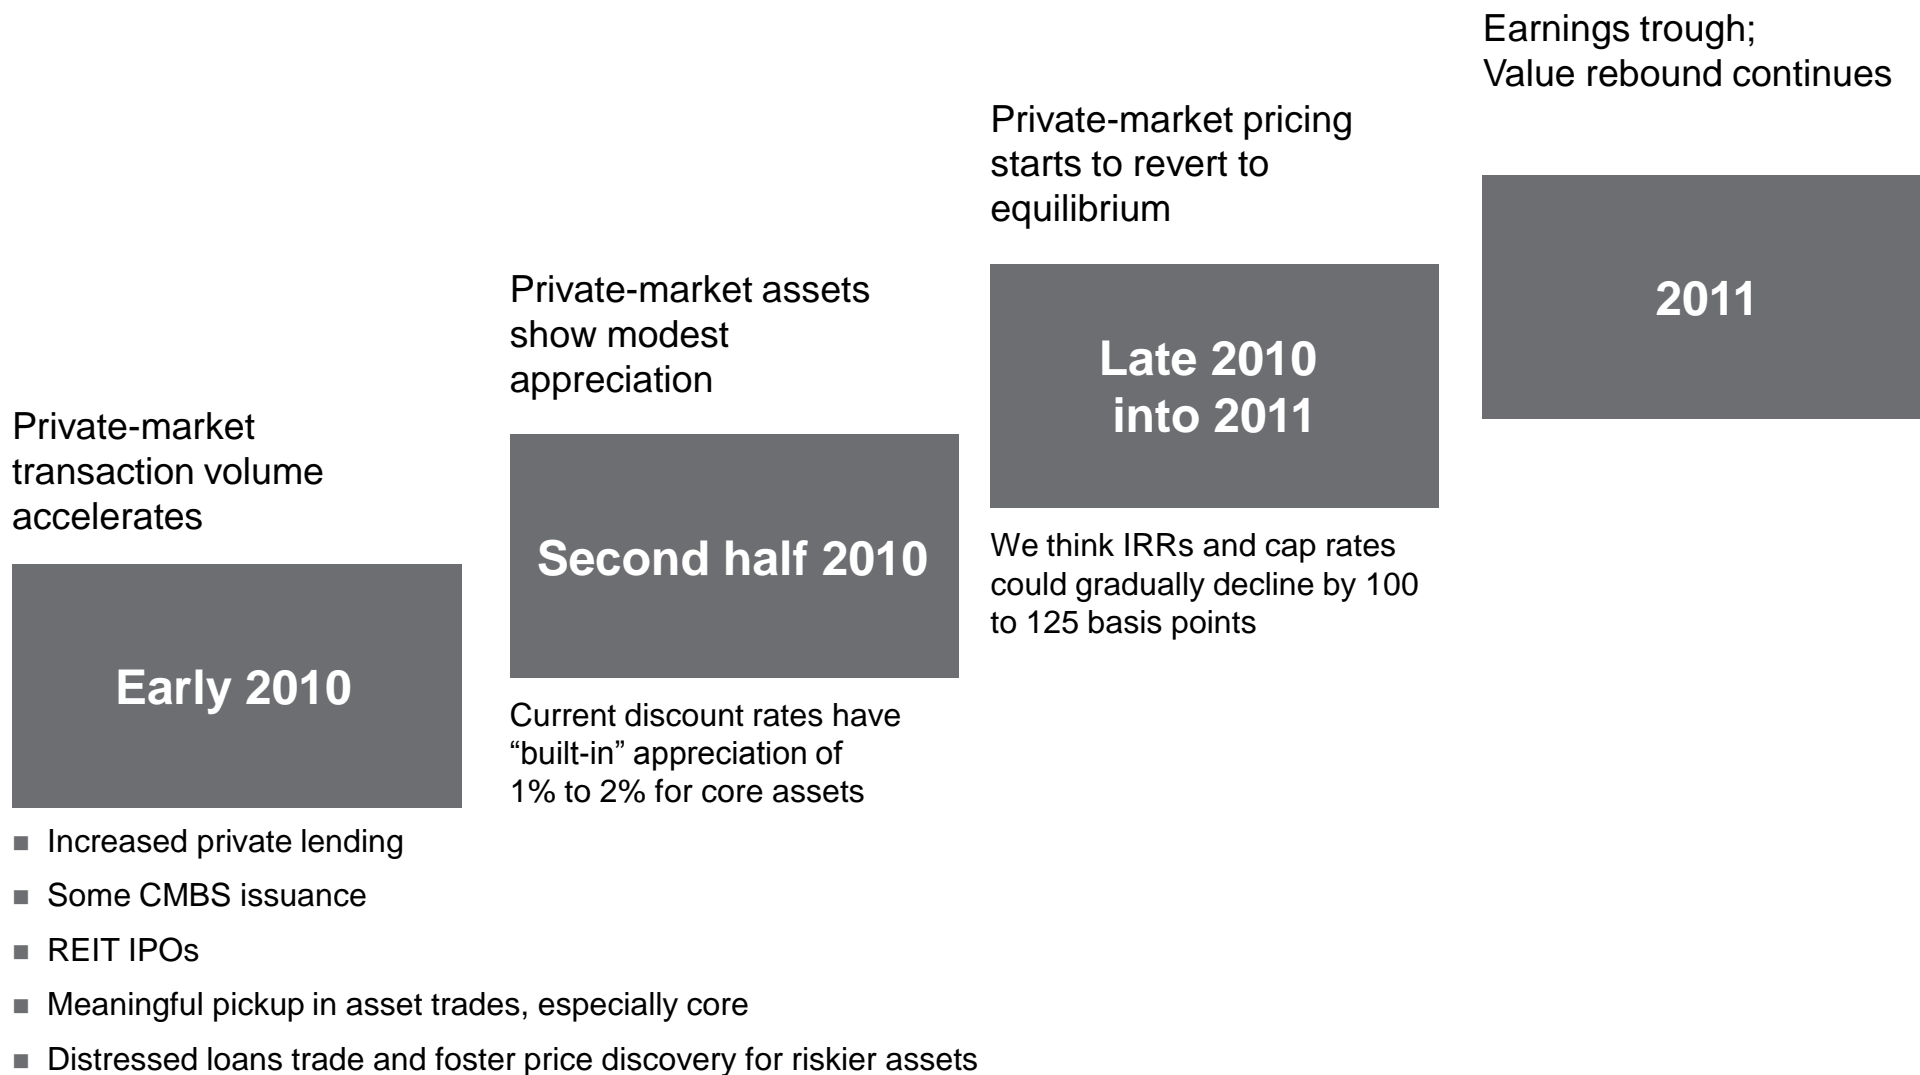 Private-market
transaction volume
accelerates
Early 2010
■ Increased private lending
■ Some CMBS issuance
■ REIT IPOs
■ Meaningful pickup in asset trades, especially core
■ Distressed loans trade and foster price discovery for riskier assets
Private-market assets
show modest
appreciation
Second half 2010
Current discount rates have
“built-in” appreciation of
1% to 2% for core assets
Private-market pricing
starts to revert to
equilibrium
Late 2010
into 2011
We think IRRs and cap rates
could gradually decline by 100
to 125 basis points
Earnings trough;
Value rebound continues
2011